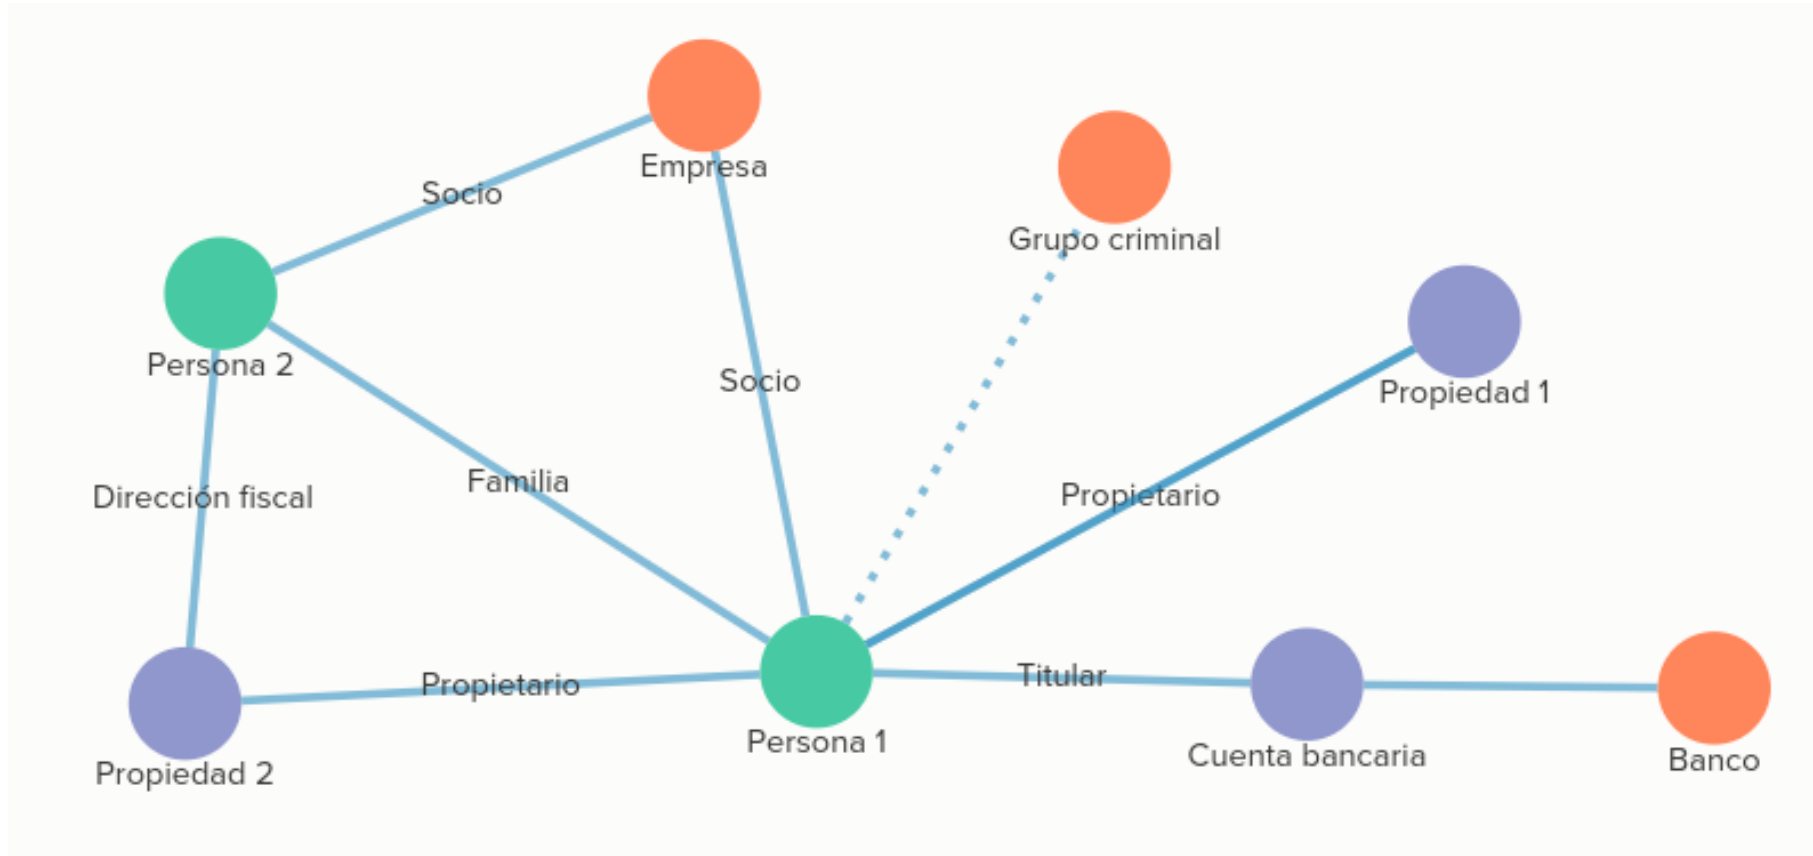 Empresa
Socio
Grupo criminal
Persona 2
Socio
Propiedad 1
Familia
Dirección fiscal
Propietario
Propietario
Titular
Persona 1
Cuenta bancaria
Banco
Propiedad 2